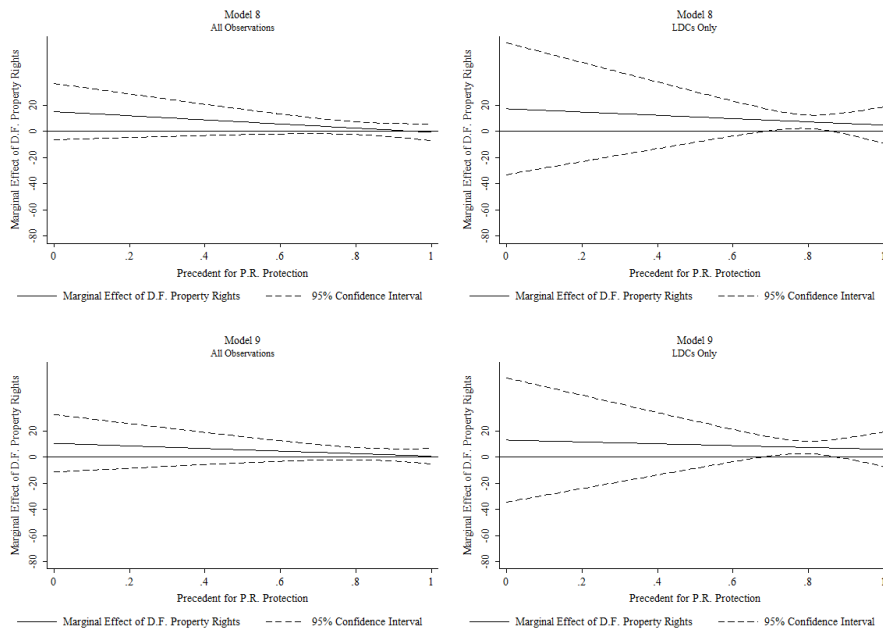 Model 8
All Observations
Marginal Effect of D.F. Property Rights
20
0
-20
-40
-60
-80
0 .2 .4 .6 .8 1
Precedent for P.R. Protection
Marginal Effect of D.F. Property Rights 95% Confidence Interval
Model 8
LDCs Only
Marginal Effect of D.F. Property Rights
20
0
-20
-40
-60
-80
0 .2 .4 .6 .8 1
Precedent for P.R. Protection
Marginal Effect of D.F. Property Rights 95% Confidence Interval
Model 9
All Observations
Marginal Effect of D.F. Property Rights
20
0
-20
-40
-60
-80
0 .2 .4 .6 .8 1
Precedent for P.R. Protection
Marginal Effect of D.F. Property Rights 95% Confidence Interval
Model 9
LDCs Only
Marginal Effect of D.F. Property Rights
20
0
-20
-40
-60
-80
0 .2 .4 .6 .8 1
Precedent for P.R. Protection
Marginal Effect of D.F. Property Rights 95% Confidence Interval